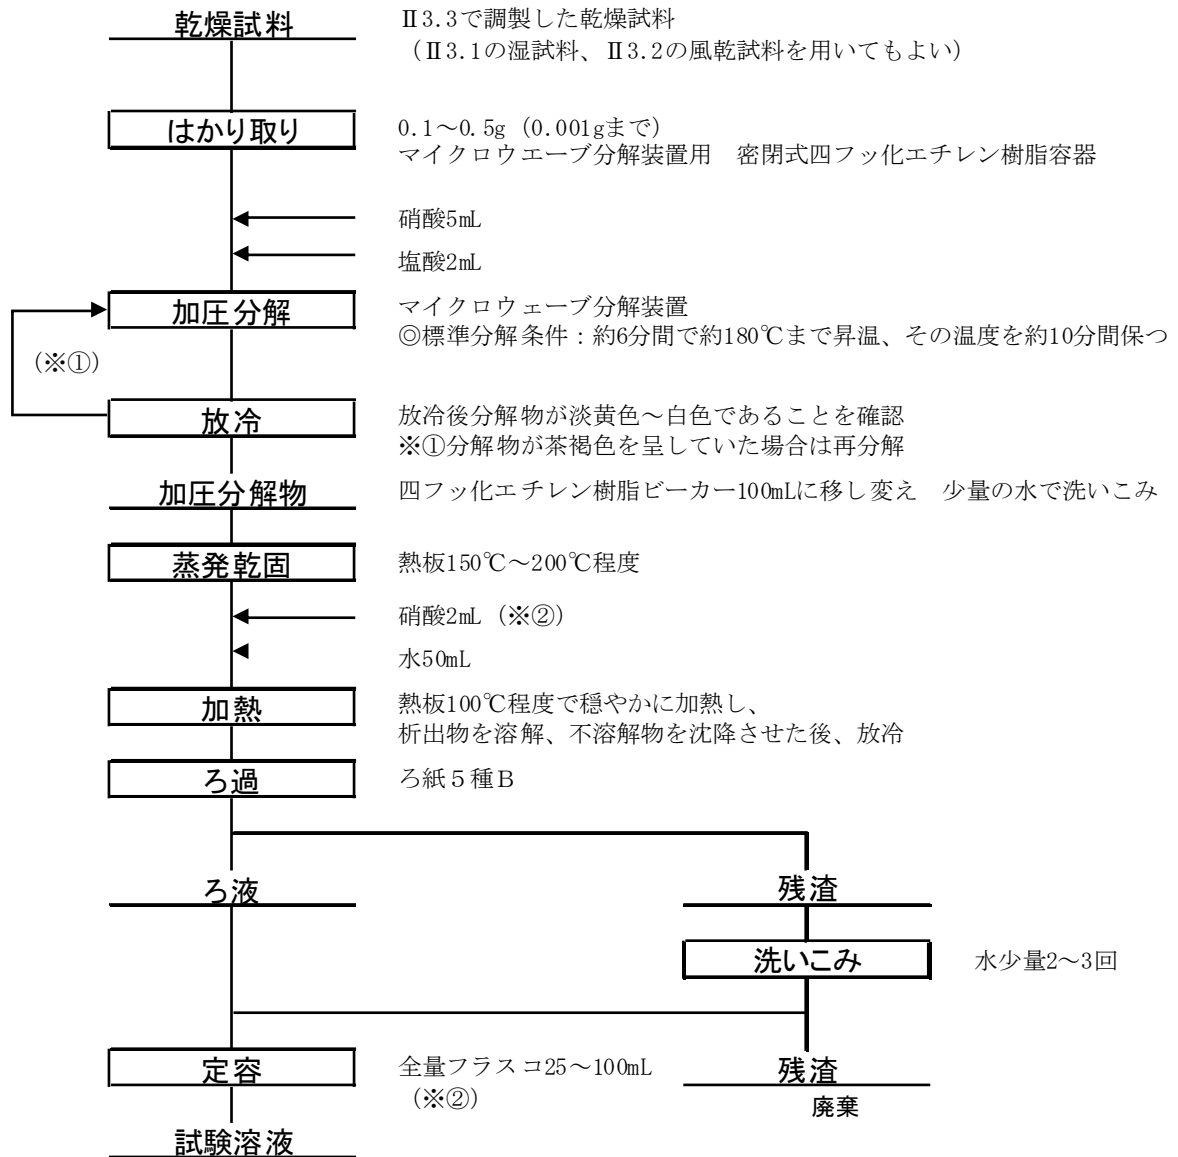 乾燥試料
Ⅱ3.3で調製した乾燥試料
（Ⅱ3.1の湿試料、Ⅱ3.2の風乾試料を用いてもよい）
はかり取り
0.1～0.5g（0.001gまで）
マイクロウエーブ分解装置用　密閉式四フッ化エチレン樹脂容器
硝酸5mL
塩酸2mL
加圧分解
マイクロウェーブ分解装置
◎標準分解条件：約6分間で約180℃まで昇温、その温度を約10分間保つ
（※①）
放冷
放冷後分解物が淡黄色～白色であることを確認
※①分解物が茶褐色を呈していた場合は再分解
加圧分解物
四フッ化エチレン樹脂ビーカー100mLに移し変え　少量の水で洗いこみ
蒸発乾固
熱板150℃～200℃程度
硝酸2mL（※②）
水50mL
加熱
熱板100℃程度で穏やかに加熱し、
析出物を溶解、不溶解物を沈降させた後、放冷
ろ過
ろ紙５種Ｂ
ろ液
残渣
洗いこみ
水少量2～3回
定容
全量フラスコ25～100mL
（※②）
残渣
廃棄
試験溶液